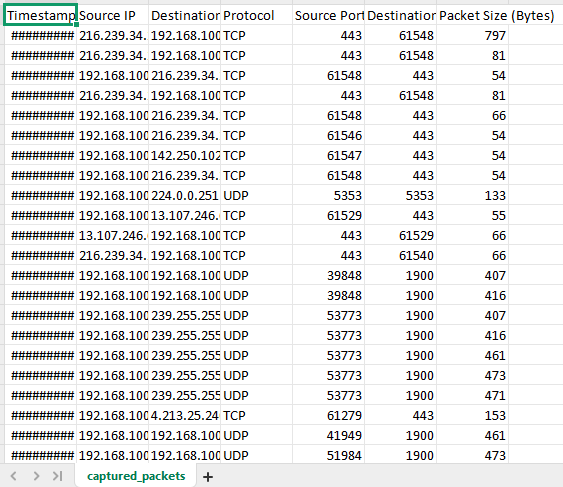 Timestamp Source IP Destination Protocol Source Port Destination Packet Size (Bytes)
######### 216.239.34. 192.168.100 TCP 443 61548 797
######### 216.239.34. 192.168.100 TCP 443 61548 81
######### 192.168.100 216.239.34. TCP 61548 443 54
######### 216.239.34. 192.168.100 TCP 443 61548 81
######### 192.168.100 216.239.34. TCP 61548 443 66
######### 192.168.100 216.239.34. TCP 61546 443 54
######### 192.168.100 142.250.102 TCP 61547 443 54
######### 192.168.100 216.239.34. TCP 61548 443 54
######### 192.168.100 224.0.0.251 UDP 5353 5353 133
######### 192.168.100 13.107.246. TCP 61529 443 55
######### 13.107.246. 192.168.100 TCP 443 61529 66
######### 216.239.34. 192.168.100 TCP 443 61540 66
######### 192.168.100 192.168.100 UDP 39848 1900 407
######### 192.168.100 192.168.100 UDP 39848 1900 416
######### 192.168.100 239.255.255 UDP 53773 1900 407
######### 192.168.100 239.255.255 UDP 53773 1900 416
######### 192.168.100 239.255.255 UDP 53773 1900 461
######### 192.168.100 239.255.255 UDP 53773 1900 473
######### 192.168.100 239.255.255 UDP 53773 1900 471
######### 192.168.100 4.213.25.24 TCP 61279 443 153
######### 192.168.100 192.168.100 UDP 41949 1900 461
######### 192.168.100 192.168.100 UDP 51984 1900 473
captured_packets